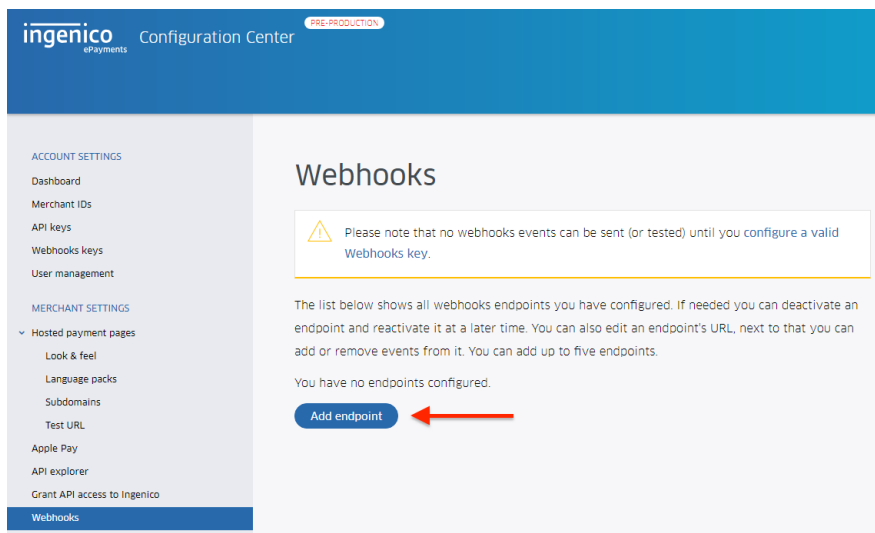 ingenico
ePayments
Configuration Center
PRE-PRODUCTION
ACCOUNT SETTINGS
Dashboard
Merchant IDs
API keys
Webhooks keys
User management
MERCHANT SETTINGS
Hosted payment pages
Look & feel
Language packs
Subdomains
Test URL
Apple Pay
API explorer
Grant API access to Ingenico
Webhooks
Webhooks
Please note that no webhooks events can be sent (or tested) until you configure a valid
Webhooks key.
The list below shows all webhooks endpoints you have configured. If needed you can deactivate an
endpoint and reactivate it at a later time. You can also edit an endpoint's URL, next to that you can
add or remove events from it. You can add up to five endpoints.
You have no endpoints configured.
Add endpoint